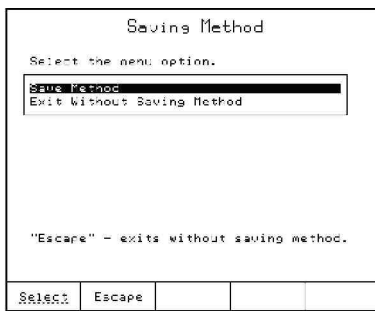 Saving Method
Select the menu option.
Save Method
Exit Without Saving Method
"Escape" - exits without saving method.
Select Escape